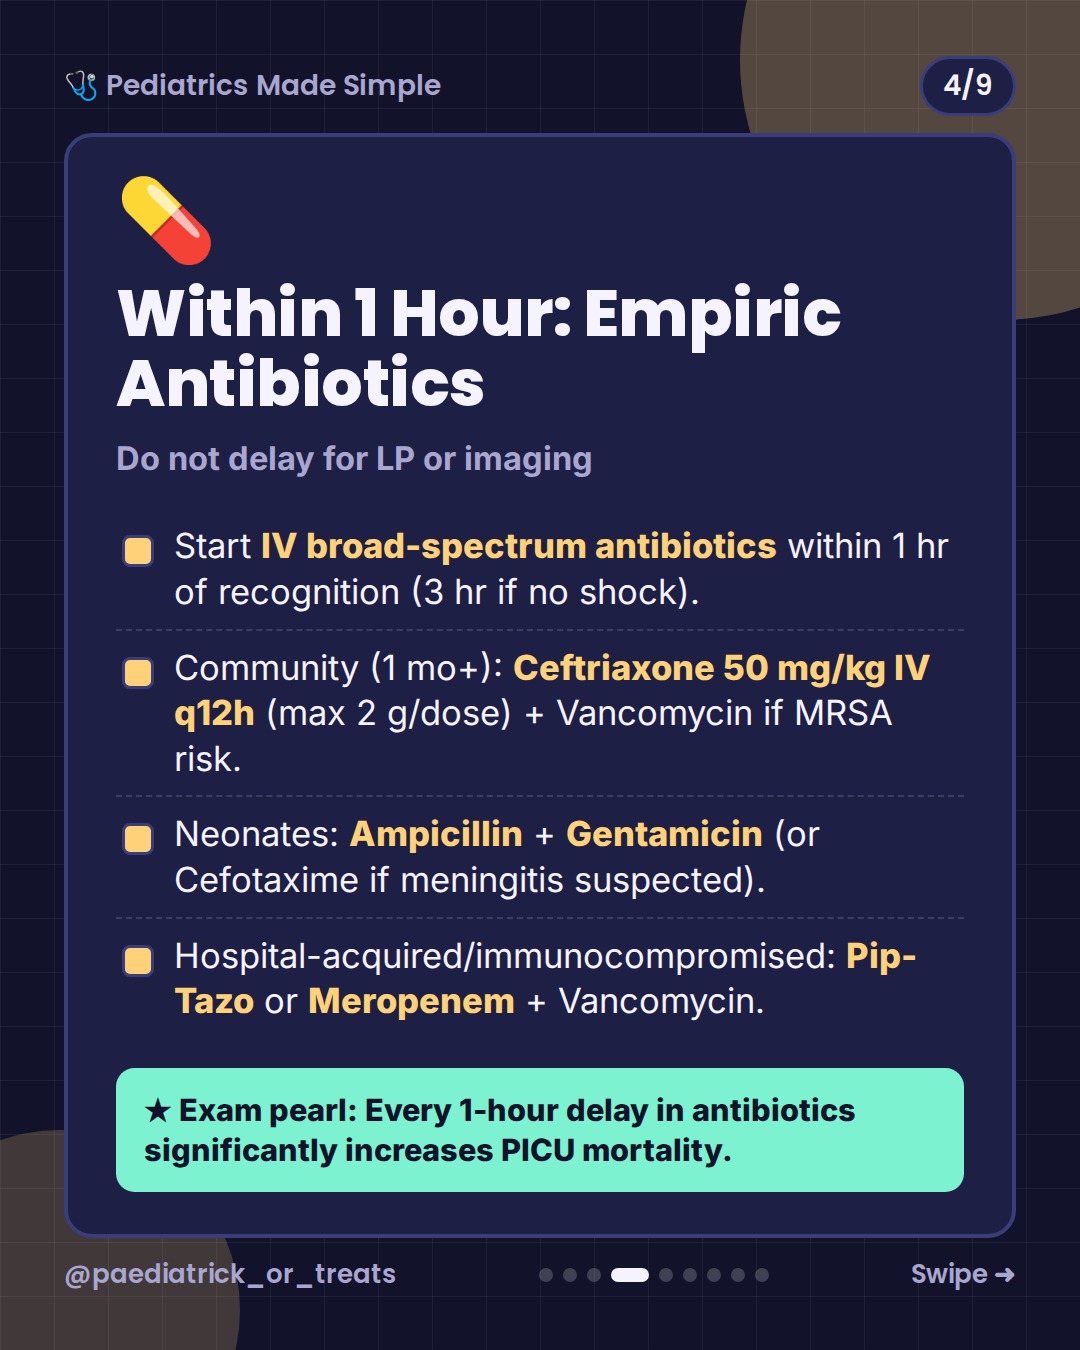 🩺 Pediatrics Made Simple
4/9
Within 1 Hour: Empiric
Antibiotics
Do not delay for LP or imaging
Start IV broad-spectrum antibiotics within 1 hr
of recognition (3 hr if no shock).
Community (1 mo+): Ceftriaxone 50 mg/kg IV
q12h (max 2 g/dose) + Vancomycin if MRSA
risk.
Neonates: Ampicillin + Gentamicin (or
Cefotaxime if meningitis suspected).
Hospital-acquired/immunocompromised: Pip-
Tazo or Meropenem + Vancomycin.
★ Exam pearl: Every 1-hour delay in antibiotics
significantly increases PICU mortality.
@paediatrick_or_treats
Swipe ➜